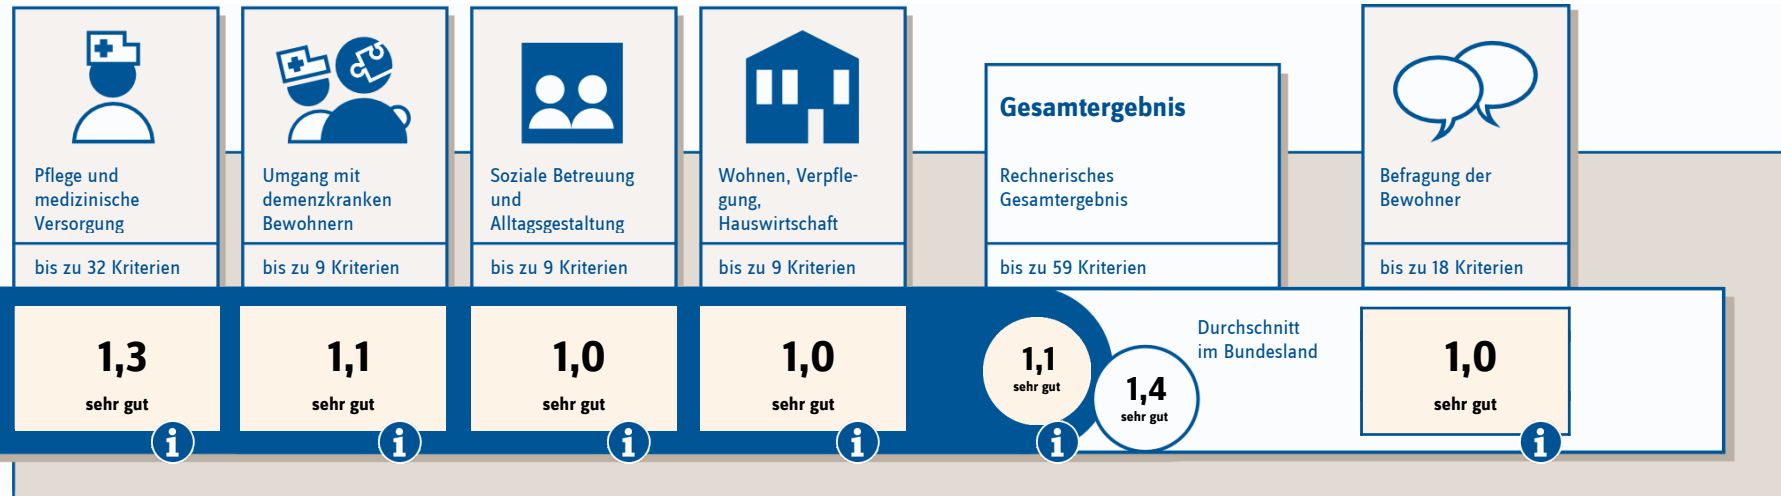 Pflege und
medizinische
Versorgung
bis zu 32 Kriterien
1,3
sehr gut
Umgang mit
demenzkranken
Bewohnern
bis zu 9 Kriterien
1,1
sehr gut
Soziale Betreuung
und
Alltagsgestaltung
bis zu 9 Kriterien
1,0
sehr gut
Wohnen, Verpfle-
gung,
Hauswirtschaft
bis zu 9 Kriterien
1,0
sehr gut
Gesamtergebnis
Rechnerisches
Gesamtergebnis
bis zu 59 Kriterien
1,1
sehr gut
1,4
sehr gut
Durchschnitt
im Bundesland
Befragung der
Bewohner
bis zu 18 Kriterien
1,0
sehr gut
i
i
i
i
i
i